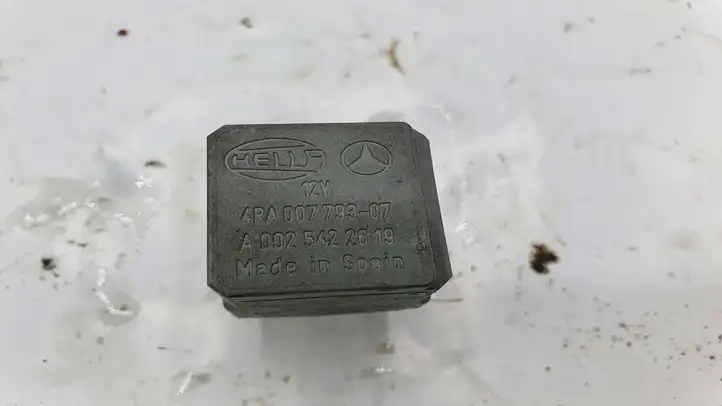 HELLA
12V
4RA 007 793-07
A 002 542 26 19
Made in Spain